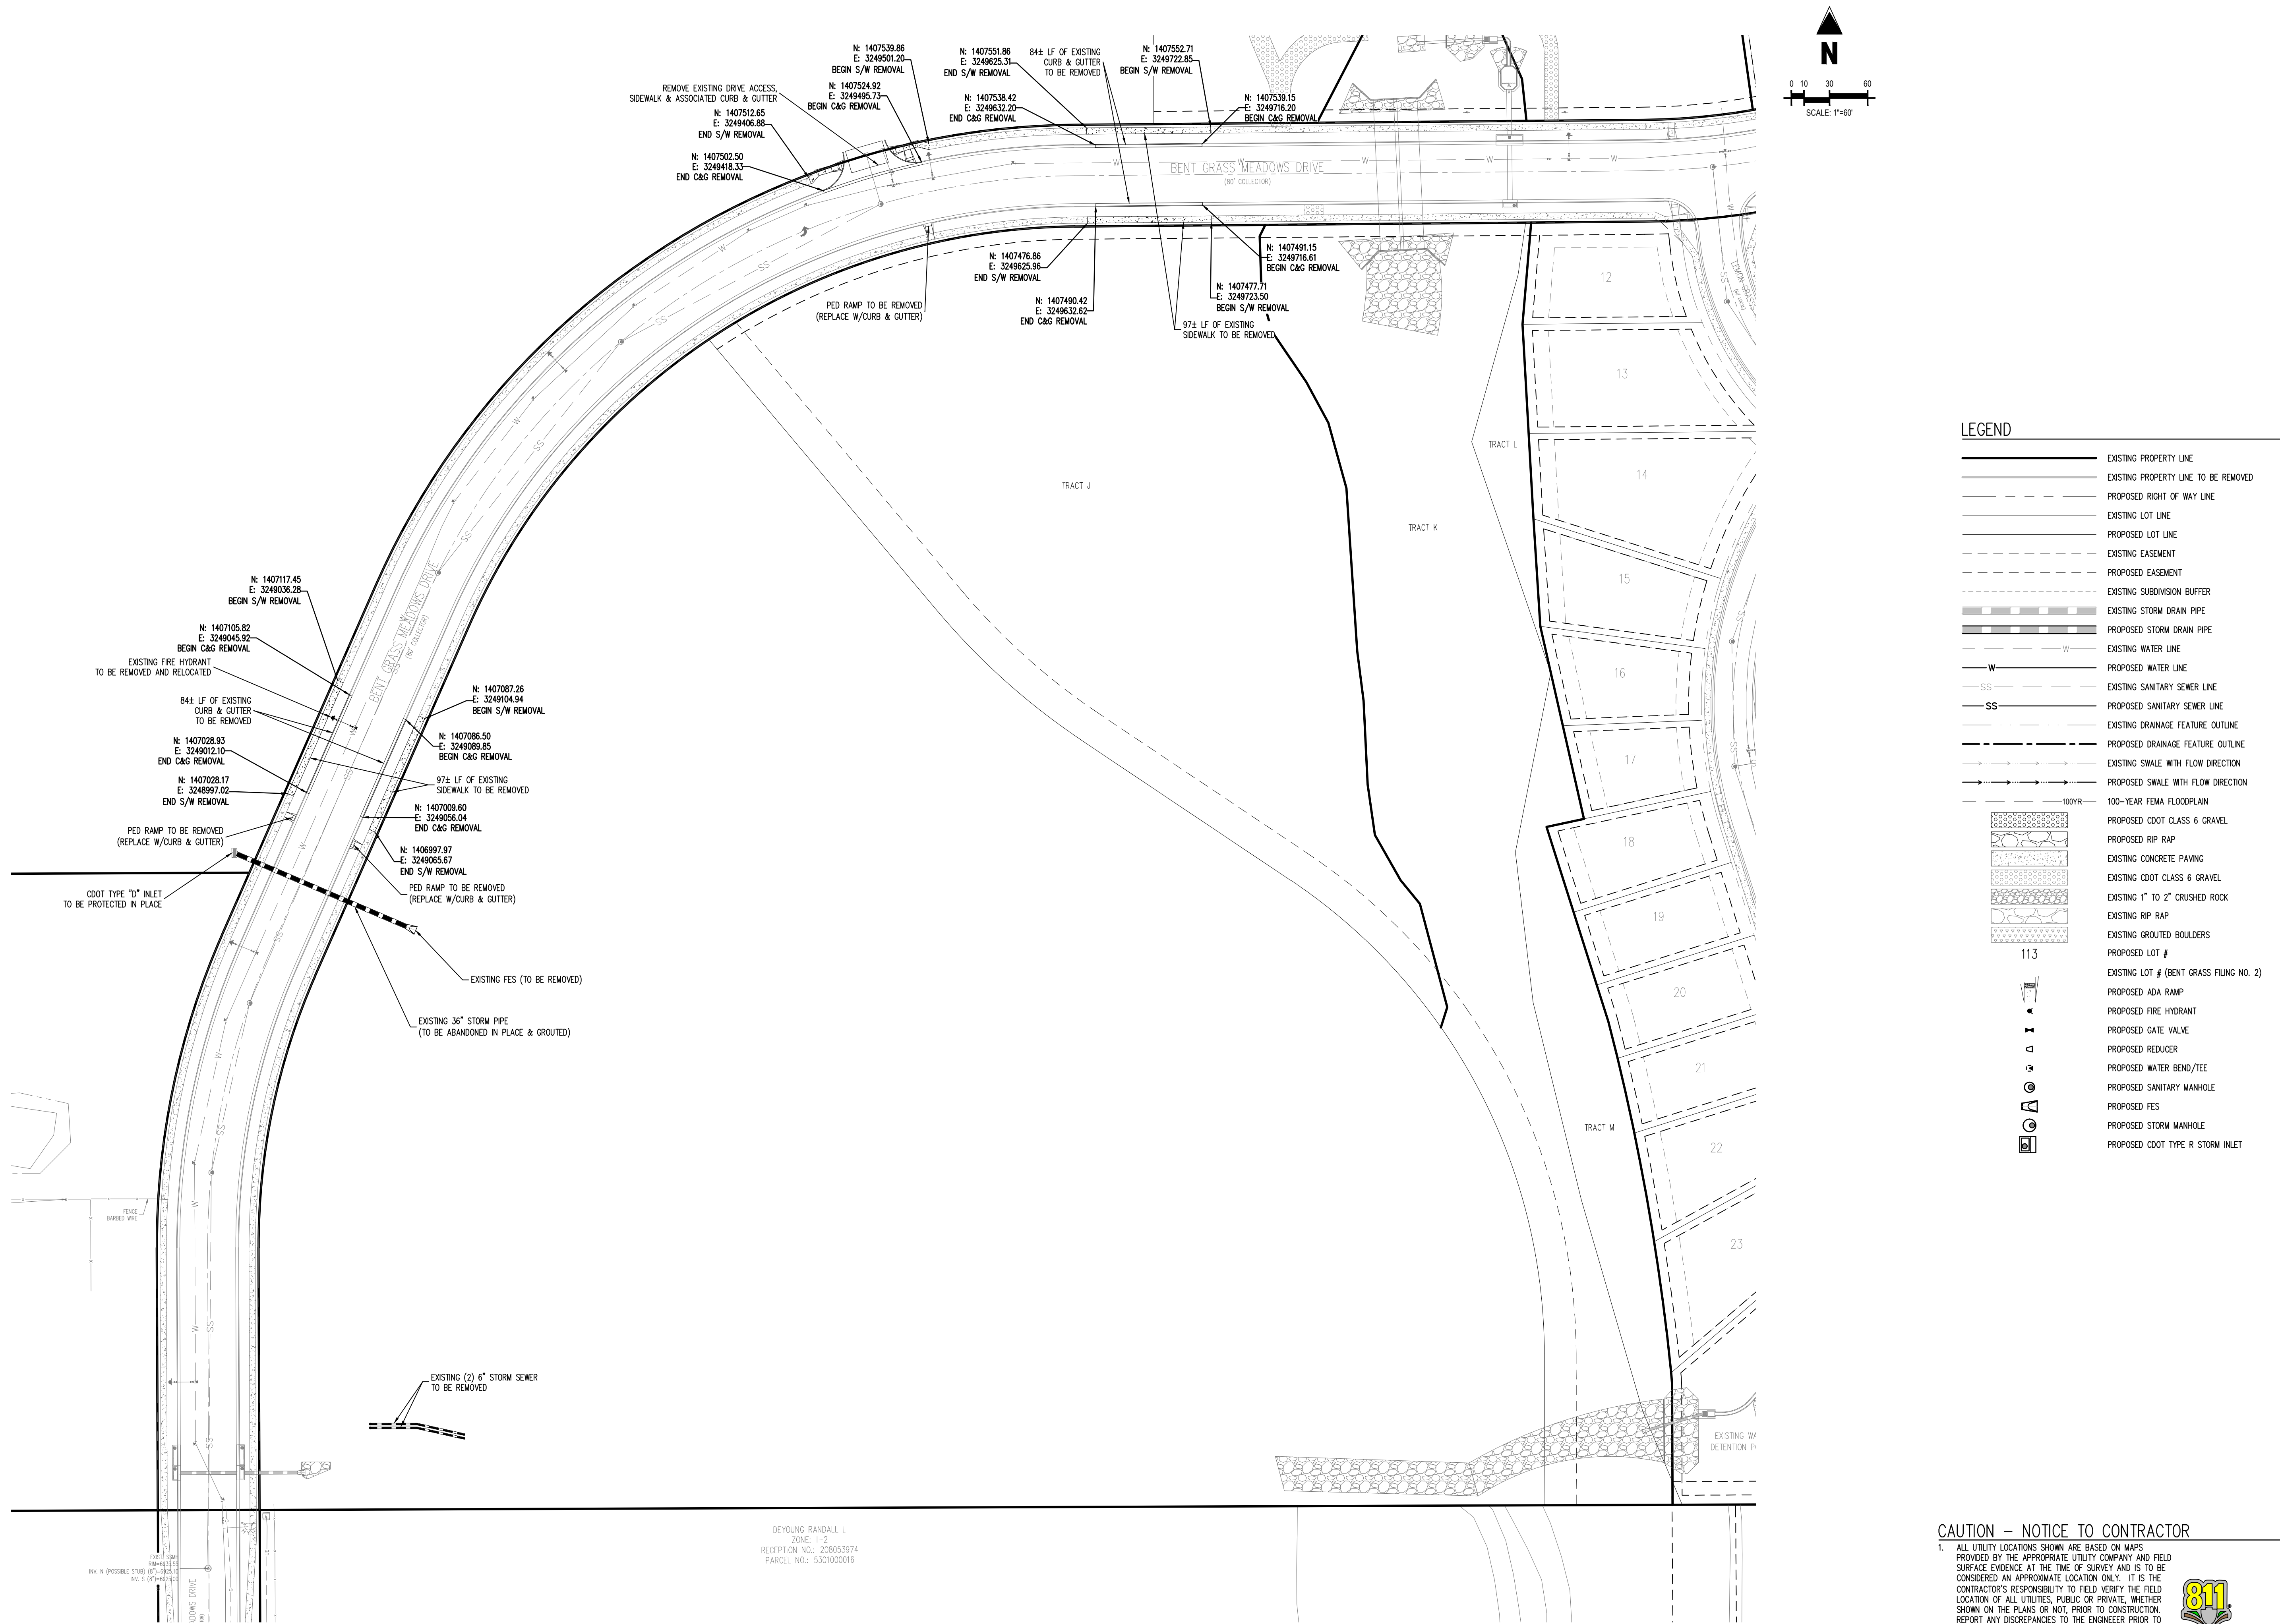 N: 1407539.86
E: 3249501.20
BEGIN S/W REMOVAL
N: 1407551.86
E: 3249625.31
END S/W REMOVAL
84± LF OF EXISTING
CURB & GUTTER
TO BE REMOVED
N: 1407552.71
E: 3249722.85
BEGIN S/W REMOVAL
REMOVE EXISTING DRIVE ACCESS,
SIDEWALK & ASSOCIATED CURB & GUTTER
N: 1407524.92
E: 3249495.73
BEGIN C&G REMOVAL
N: 1407538.42
E: 3249632.20
END C&G REMOVAL
N: 1407539.15
E: 3249716.20
BEGIN C&G REMOVAL
N: 1407512.65
E: 3249406.88
END S/W REMOVAL
N: 1407502.50
E: 3249418.33
END C&G REMOVAL
BENT GRASS MEADOWS DRIVE
(80' COLLECTOR)
N: 1407476.86
E: 3249625.96
END S/W REMOVAL
N: 1407491.15
E: 3249716.61
BEGIN C&G REMOVAL
N: 1407490.42
E: 3249632.62
END C&G REMOVAL
N: 1407477.71
E: 3249723.50
BEGIN S/W REMOVAL
PED RAMP TO BE REMOVED
(REPLACE W/CURB & GUTTER)
97± LF OF EXISTING
SIDEWALK TO BE REMOVED
12
13
14
15
16
17
18
19
20
21
22
23
TRACT J
TRACT K
TRACT L
TRACT M
N: 1407117.45
E: 3249036.28
BEGIN S/W REMOVAL
N: 1407105.82
E: 3249045.92
BEGIN C&G REMOVAL
EXISTING FIRE HYDRANT
TO BE REMOVED AND RELOCATED
84± LF OF EXISTING
CURB & GUTTER
TO BE REMOVED
N: 1407028.93
E: 3249012.10
END C&G REMOVAL
N: 1407028.17
E: 3248997.02
END S/W REMOVAL
PED RAMP TO BE REMOVED
(REPLACE W/CURB & GUTTER)
CDOT TYPE "D" INLET
TO BE PROTECTED IN PLACE
BENT GRASS MEADOWS DRIVE
(80' COLLECTOR)
N: 1407087.26
E: 3249104.94
BEGIN S/W REMOVAL
N: 1407086.50
E: 3249089.85
BEGIN C&G REMOVAL
97± LF OF EXISTING
SIDEWALK TO BE REMOVED
N: 1407009.60
E: 3249056.04
END C&G REMOVAL
N: 1406997.97
E: 3249065.67
END S/W REMOVAL
PED RAMP TO BE REMOVED
(REPLACE W/CURB & GUTTER)
EXISTING FES (TO BE REMOVED)
EXISTING 36" STORM PIPE
(TO BE ABANDONED IN PLACE & GROUTED)
FENCE
BARBED WIRE
EXISTING (2) 6" STORM SEWER
TO BE REMOVED
EXISTING WA
DETENTION P
DEYOUNG RANDALL L
ZONE: I-2
RECEPTION NO.: 208053974
PARCEL NO.: 5301000016
EXIST. SSMH
INV. N (POSSIBLE STUB)
N
0 10 30 60
SCALE: 1"=60'
LEGEND
EXISTING PROPERTY LINE
EXISTING PROPERTY LINE TO BE REMOVED
PROPOSED RIGHT OF WAY LINE
EXISTING LOT LINE
PROPOSED LOT LINE
EXISTING EASEMENT
PROPOSED EASEMENT
EXISTING SUBDIVISION BUFFER
EXISTING STORM DRAIN PIPE
PROPOSED STORM DRAIN PIPE
W EXISTING WATER LINE
W PROPOSED WATER LINE
SS EXISTING SANITARY SEWER LINE
SS PROPOSED SANITARY SEWER LINE
EXISTING DRAINAGE FEATURE OUTLINE
PROPOSED DRAINAGE FEATURE OUTLINE
EXISTING SWALE WITH FLOW DIRECTION
PROPOSED SWALE WITH FLOW DIRECTION
100YR 100-YEAR FEMA FLOODPLAIN
PROPOSED CDOT CLASS 6 GRAVEL
PROPOSED RIP RAP
EXISTING CONCRETE PAVING
EXISTING CDOT CLASS 6 GRAVEL
EXISTING 1" TO 2" CRUSHED ROCK
EXISTING RIP RAP
EXISTING GROUTED BOULDERS
113 PROPOSED LOT #
EXISTING LOT # (BENT GRASS FILING NO. 2)
PROPOSED ADA RAMP
PROPOSED FIRE HYDRANT
PROPOSED GATE VALVE
PROPOSED REDUCER
PROPOSED WATER BEND/TEE
PROPOSED SANITARY MANHOLE
PROPOSED FES
PROPOSED STORM MANHOLE
PROPOSED CDOT TYPE R STORM INLET
CAUTION - NOTICE TO CONTRACTOR
1. ALL UTILITY LOCATIONS SHOWN ARE BASED ON MAPS
PROVIDED BY THE APPROPRIATE UTILITY COMPANY AND FIELD
SURFACE EVIDENCE AT THE TIME OF SURVEY AND IS TO BE
CONSIDERED AN APPROXIMATE LOCATION ONLY. IT IS THE
CONTRACTOR'S RESPONSIBILITY TO FIELD VERIFY THE FIELD
LOCATION OF ALL UTILITIES, PUBLIC OR PRIVATE, WHETHER
SHOWN ON THE PLANS OR NOT, PRIOR TO CONSTRUCTION.
REPORT ANY DISCREPANCIES TO THE ENGINEEER PRIOR TO
811